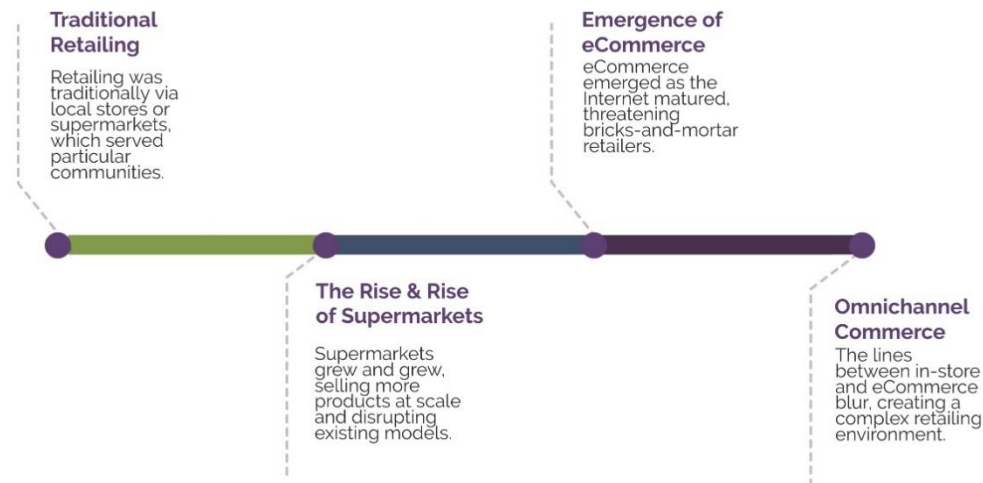 Traditional
Retailing
Retailing was
traditionally via
local stores or
supermarkets,
which served
particular
communities.
The Rise & Rise
of Supermarkets
Supermarkets
grew and grew,
selling more
products at scale
and disrupting
existing models.
Emergence of
eCommerce
eCommerce
emerged as the
Internet matured,
threatening
bricks-and-mortar
retailers.
Omnichannel
Commerce
The lines
between in-store
and eCommerce
blur, creating a
complex retailing
environment.